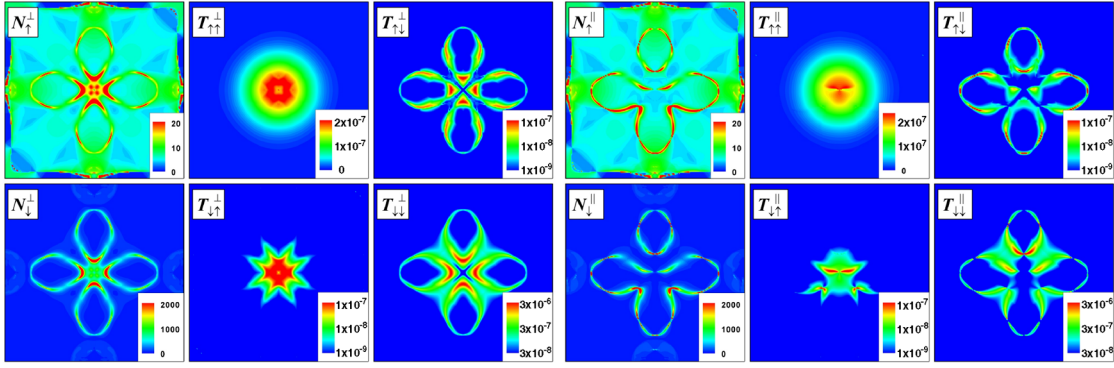 N↑⊥
20
10
0
T↑↑⊥
2x10⁻⁷
1x10⁻⁷
0
T↑↓⊥
1x10⁻⁷
1x10⁻⁸
1x10⁻⁹
N↑∥
20
10
0
T↑↑∥
2x10⁷
1x10⁷
0
T↑↓∥
1x10⁻⁷
1x10⁻⁸
1x10⁻⁹
N↓⊥
2000
1000
0
T↓↑⊥
1x10⁻⁷
1x10⁻⁸
1x10⁻⁹
T↓↓⊥
3x10⁻⁶
3x10⁻⁷
3x10⁻⁸
N↓∥
2000
1000
0
T↓↑∥
1x10⁻⁷
1x10⁻⁸
1x10⁻⁹
T↓↓∥
3x10⁻⁶
3x10⁻⁷
3x10⁻⁸